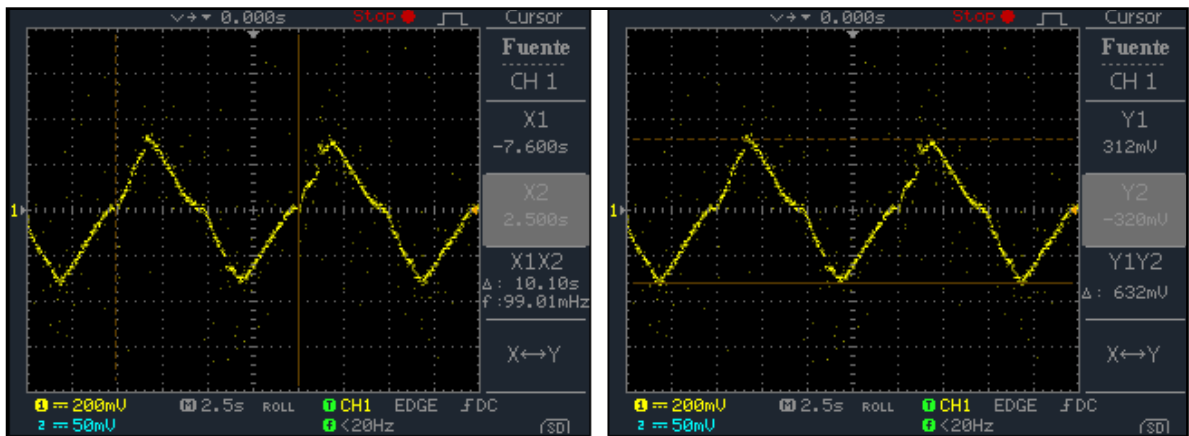 0.000s Stop Cursor
Fuente
CH 1
X1
-7.600s
X2
2.500s
X1X2
Δ: 10.10s
f:99.01mHz
X↔Y
1
1 200mV M 2.5s ROLL T CH1 EDGE DC
2 50mV f <20Hz SD
0.000s Stop Cursor
Fuente
CH 1
Y1
312mV
Y2
-320mV
Y1Y2
Δ: 632mV
X↔Y
1
1 200mV M 2.5s ROLL T CH1 EDGE DC
2 50mV f <20Hz SD